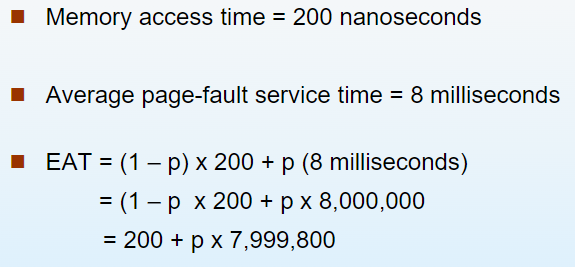 Memory access time = 200 nanoseconds
Average page-fault service time = 8 milliseconds
EAT = (1 – p) x 200 + p (8 milliseconds)
= (1 – p x 200 + p x 8,000,000
= 200 + p x 7,999,800